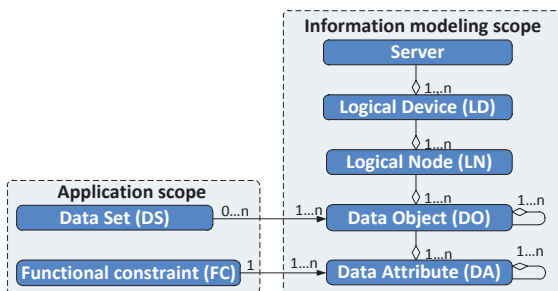 Information modeling scope
Server
1...n
Logical Device (LD)
1...n
Logical Node (LN)
Application scope
1...n
1...n
Data Set (DS)
0...n
1...n
Data Object (DO)
1...n
1...n
Functional constraint (FC)
1
1...n
Data Attribute (DA)